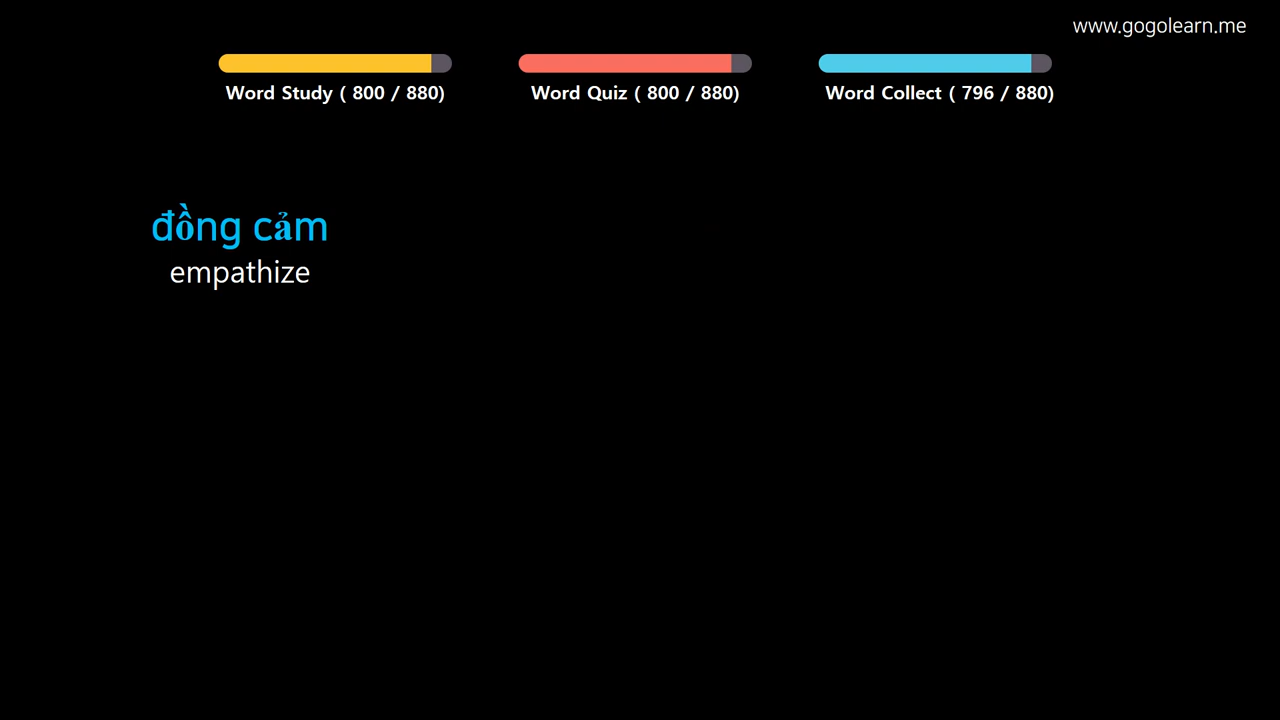 www.gogolearn.me
Word Study ( 800 / 880)
Word Quiz ( 800 / 880)
Word Collect ( 796 / 880)
đồng cảm
empathize